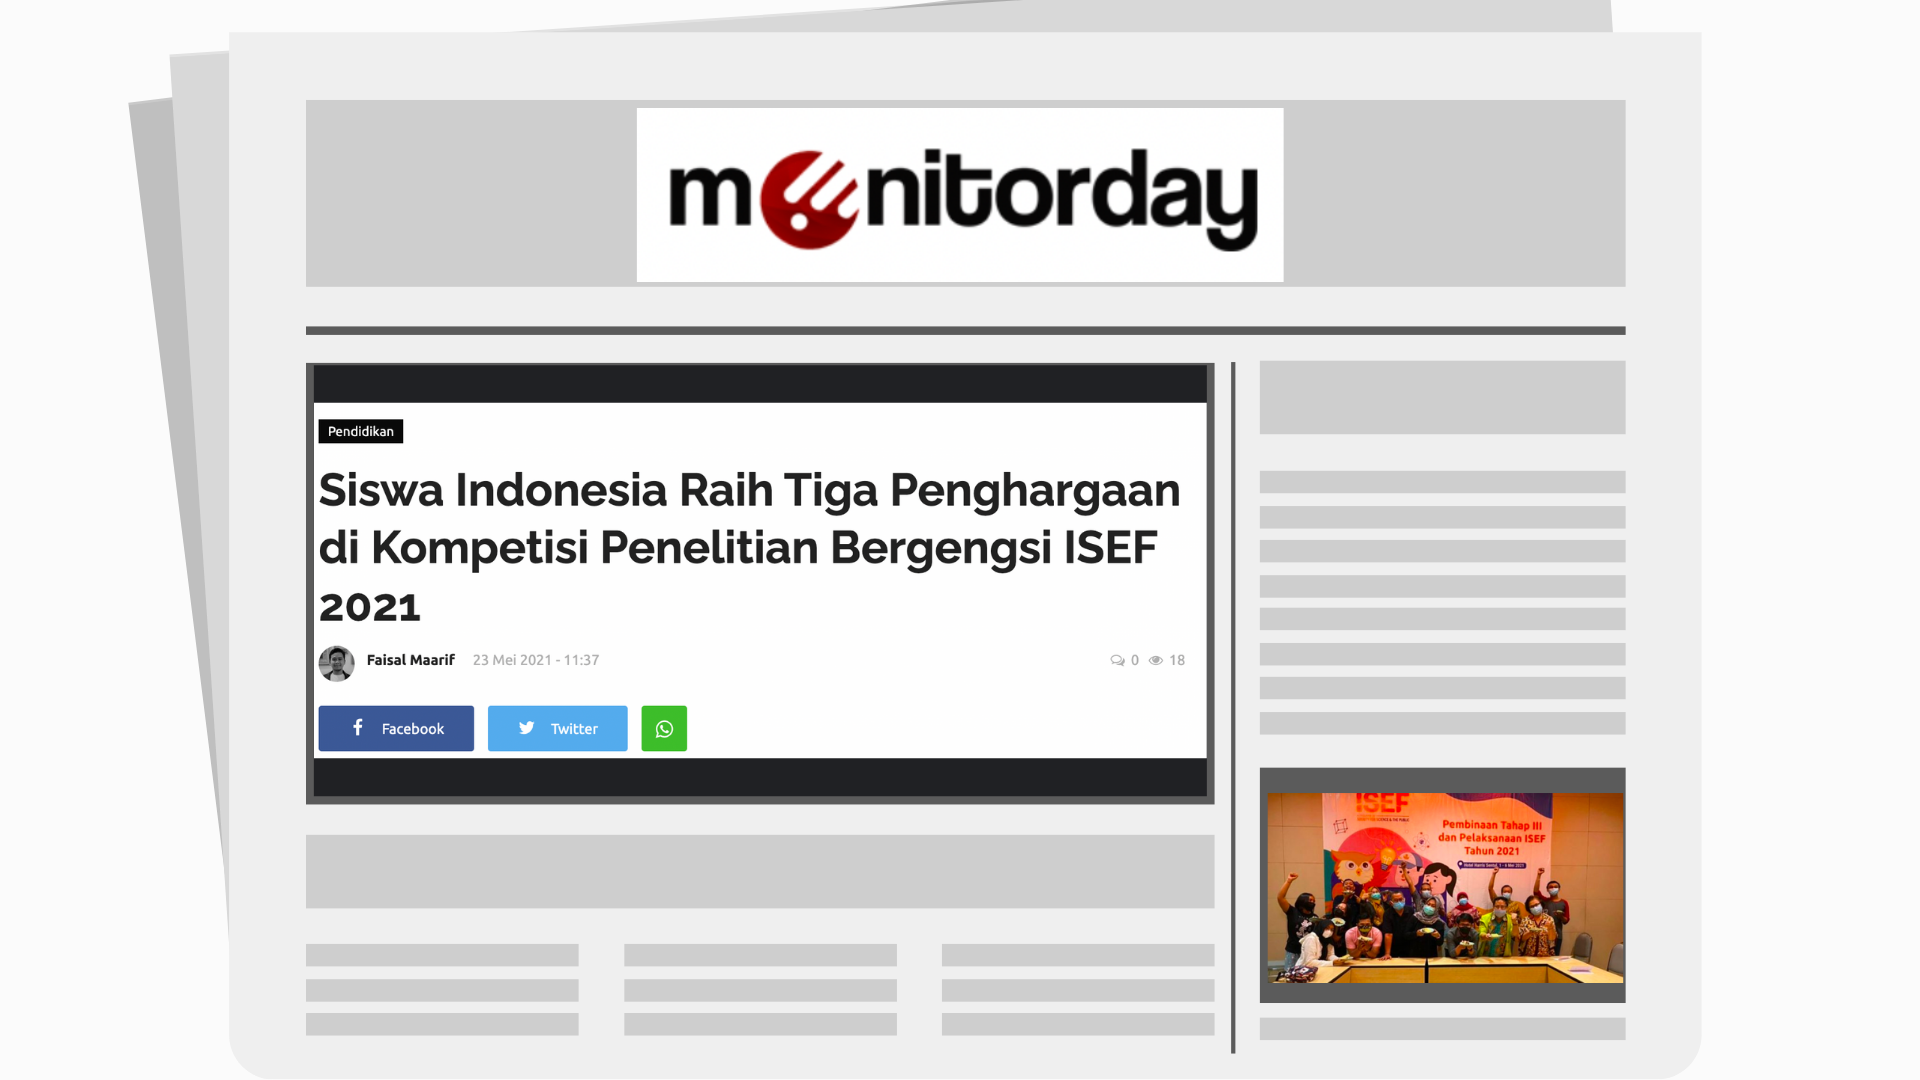 monitorday
Pendidikan
Siswa Indonesia Raih Tiga Penghargaan
di Kompetisi Penelitian Bergengsi ISEF
2021
Faisal Maarif 23 Mei 2021 - 11:37 0 18
Facebook Twitter
ISEF
Pembinaan Tahap III
dan Pelaksanaan ISEF
Tahun 2021